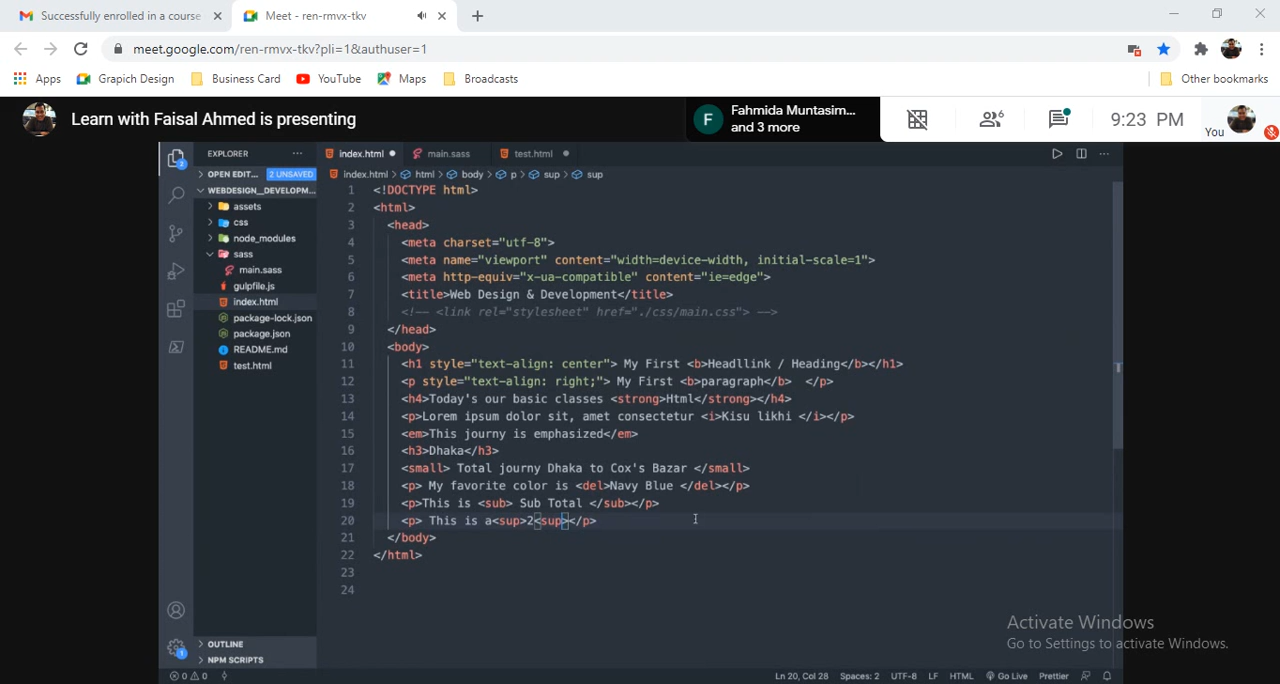 Successfully enrolled in a course
Meet - ren-rmvx-tkv
meet.google.com/ren-rmvx-tkv?pli=1&authuser=1
Apps Grapich Design Business Card YouTube Maps Broadcasts Other bookmarks
Learn with Faisal Ahmed is presenting
F
Fahmida Muntasim...
and 3 more
6
9:23 PM
You
EXPLORER ...
index.html
main.sass
test.html
OPEN EDIT... 2 UNSAVED
index.html > html > body > p > sup > sup
WEBDESIGN_DEVELOPM...
assets
css
node_modules
sass
main.sass
gulpfile.js
index.html
package-lock.json
package.json
README.md
test.html
1 <!DOCTYPE html>
2 <html>
3 <head>
4 <meta charset="utf-8">
5 <meta name="viewport" content="width=device-width, initial-scale=1">
6 <meta http-equiv="x-ua-compatible" content="ie=edge">
7 <title>Web Design & Development</title>
8 <!-- <link rel="stylesheet" href="./css/main.css"> -->
9 </head>
10 <body>
11 <h1 style="text-align: center"> My First <b>Headllink / Heading</b></h1>
12 <p style="text-align: right;"> My First <b>paragraph</b> </p>
13 <h4>Today's our basic classes <strong>Html</strong></h4>
14 <p>Lorem ipsum dolor sit, amet consectetur <i>Kisu likhi </i></p>
15 <em>This journy is emphasized</em>
16 <h3>Dhaka</h3>
17 <small> Total journy Dhaka to Cox's Bazar </small>
18 <p> My favorite color is <del>Navy Blue </del></p>
19 <p>This is <sub> Sub Total </sub></p>
20 <p> This is a<sup>2<sup></p>
21 </body>
22 </html>
23
24
OUTLINE
NPM SCRIPTS
Activate Windows
Go to Settings to activate Windows.
0 0
Ln 20, Col 28 Spaces: 2 UTF-8 LF HTML Go Live Prettier